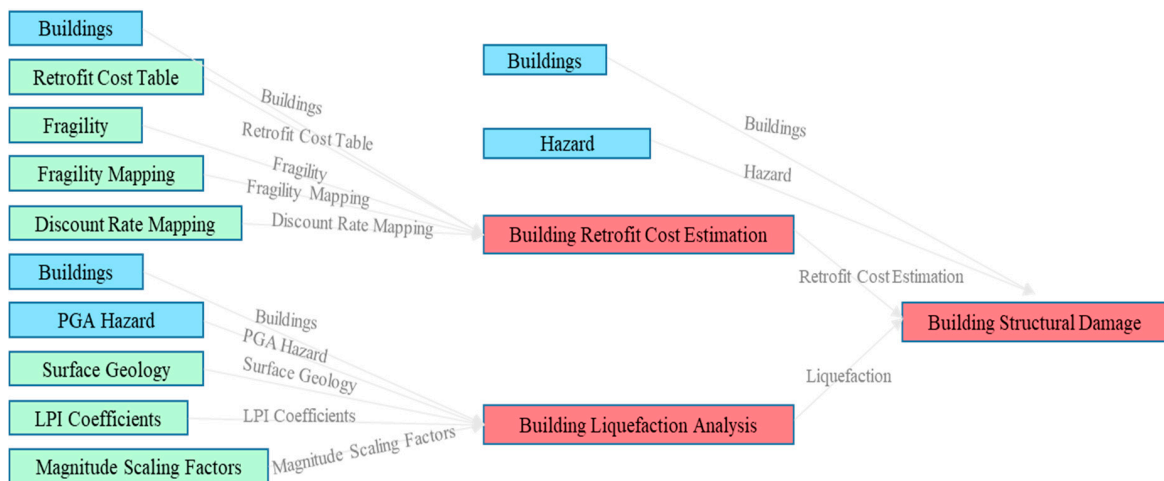 Buildings
Retrofit Cost Table
Fragility
Fragility Mapping
Discount Rate Mapping
Buildings
PGA Hazard
Surface Geology
LPI Coefficients
Magnitude Scaling Factors
Buildings
Retrofit Cost Table
Fragility
Fragility Mapping
Discount Rate Mapping
Buildings
PGA Hazard
Surface Geology
LPI Coefficients
Magnitude Scaling Factors
Buildings
Hazard
Building Retrofit Cost Estimation
Building Liquefaction Analysis
Buildings
Hazard
Retrofit Cost Estimation
Liquefaction
Building Structural Damage